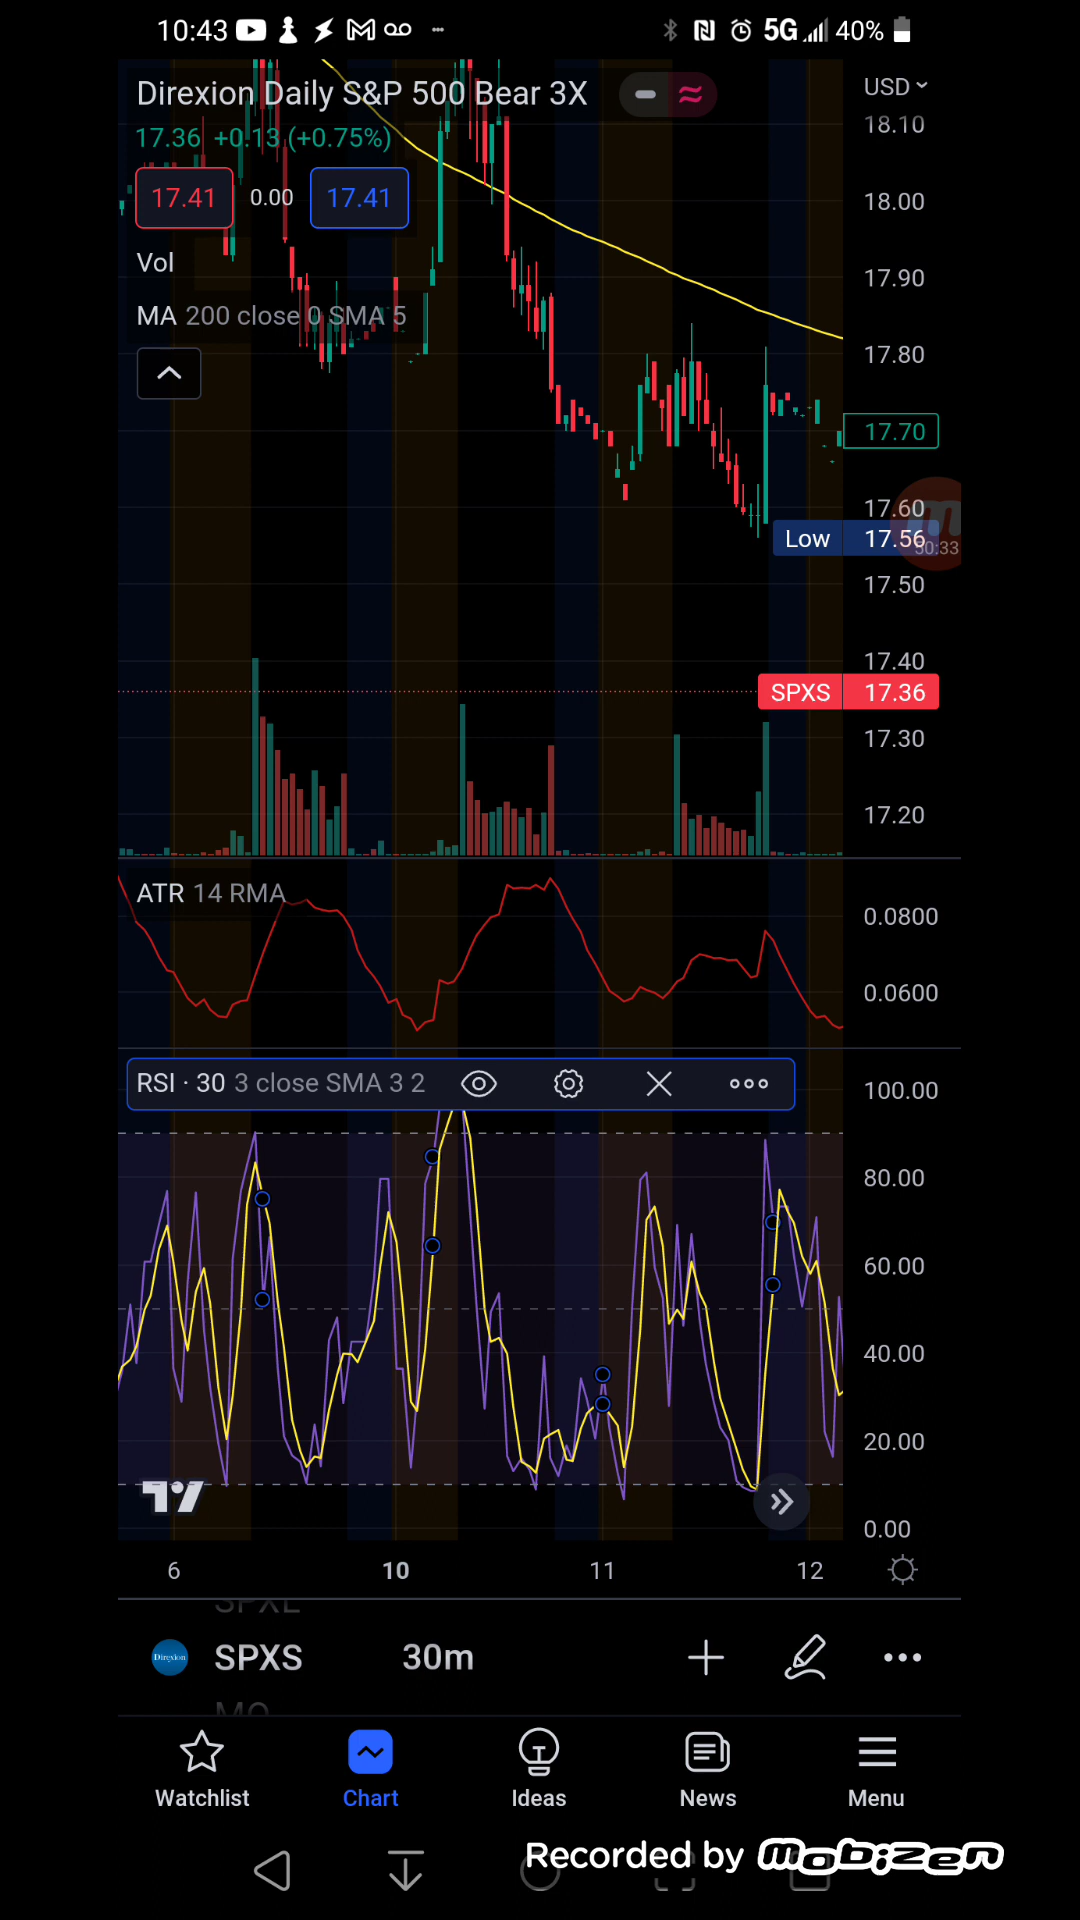 10:43 5G 40%
Direxion Daily S&P 500 Bear 3X
USD
17.36 +0.13 (+0.75%)
18.10
17.41 0.00 17.41
18.00
Vol
17.90
MA 200 close 0 SMA 5
17.80
17.70
17.60
Low 17.56
50:33
17.50
17.40
SPXS 17.36
17.30
17.20
ATR 14 RMA
0.0800
0.0600
RSI · 30 3 close SMA 3 2
100.00
80.00
60.00
40.00
20.00
0.00
6 10 11 12
SPXL
Direxion SPXS 30m
MO
Watchlist Chart Ideas News Menu
Recorded by mobizen